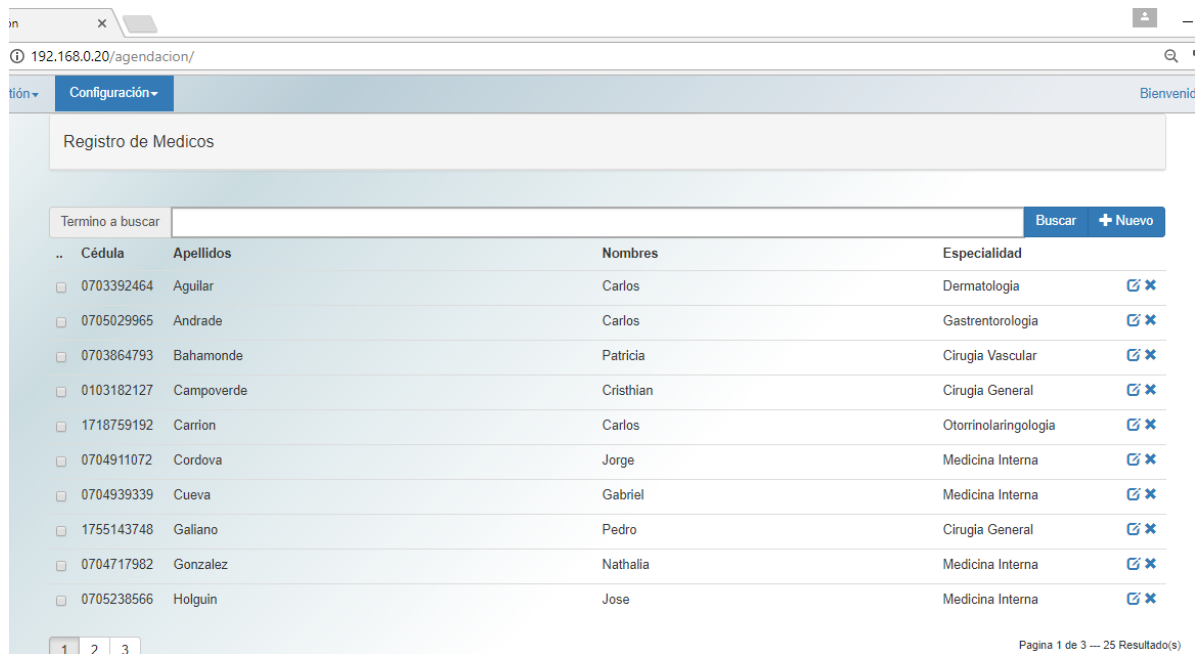 ón
192.168.0.20/agendacion/
tión Configuración Bienvenid
Registro de Medicos
Termino a buscar Buscar Nuevo
.. Cédula Apellidos Nombres Especialidad
0703392464 Aguilar Carlos Dermatologia
0705029965 Andrade Carlos Gastrentorologia
0703864793 Bahamonde Patricia Cirugia Vascular
0103182127 Campoverde Cristhian Cirugia General
1718759192 Carrion Carlos Otorrinolaringologia
0704911072 Cordova Jorge Medicina Interna
0704939339 Cueva Gabriel Medicina Interna
1755143748 Galiano Pedro Cirugia General
0704717982 Gonzalez Nathalia Medicina Interna
0705238566 Holguin Jose Medicina Interna
1 2 3 Pagina 1 de 3 --- 25 Resultado(s)